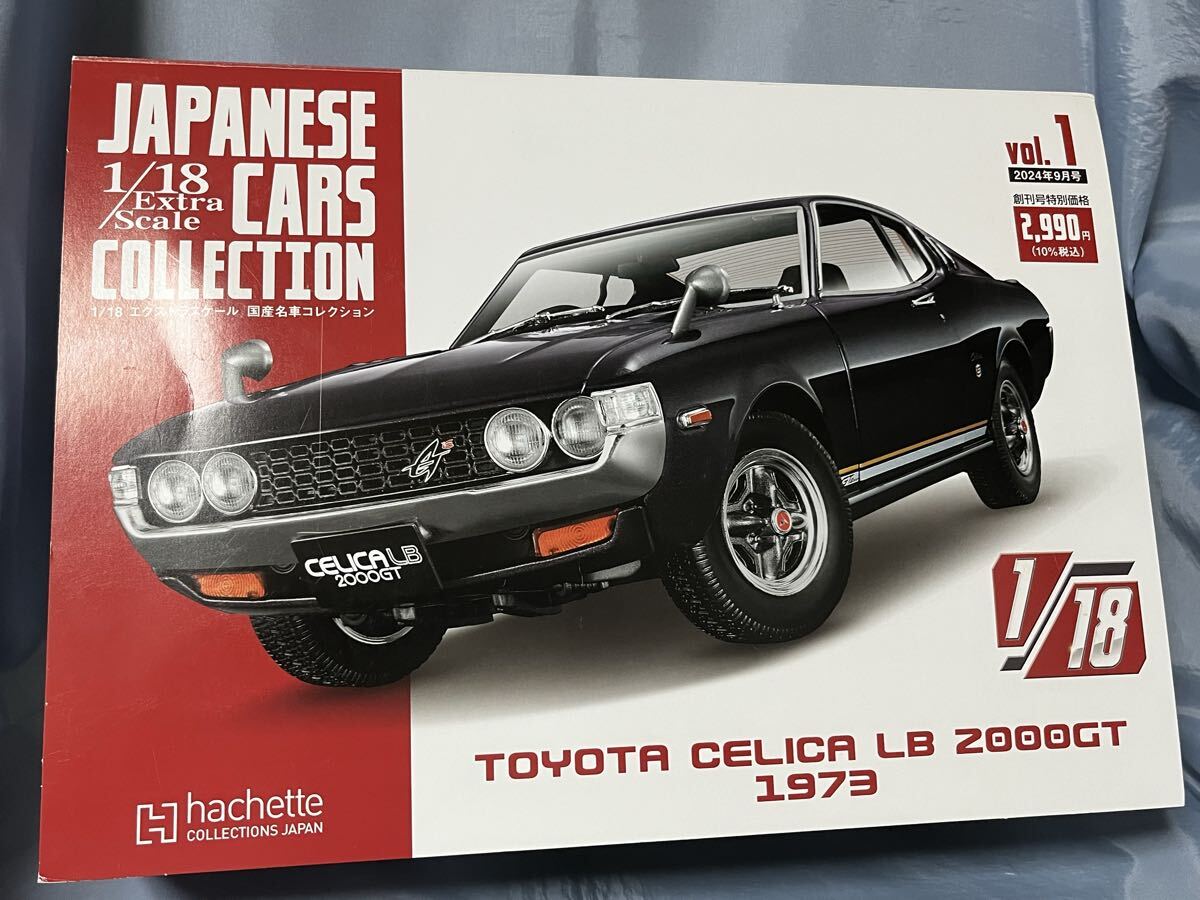 JAPANESE
1/18 Extra Scale
CARS
COLLECTION
1/18 エクストラスケール 国産名車コレクション
vol.1
2024年9月号
創刊号特別価格
2,990円
(10%税込)
CELICA LB
2000GT
Celica
1/18
TOYOTA CELICA LB 2000GT
1973
hachette
COLLECTIONS JAPAN